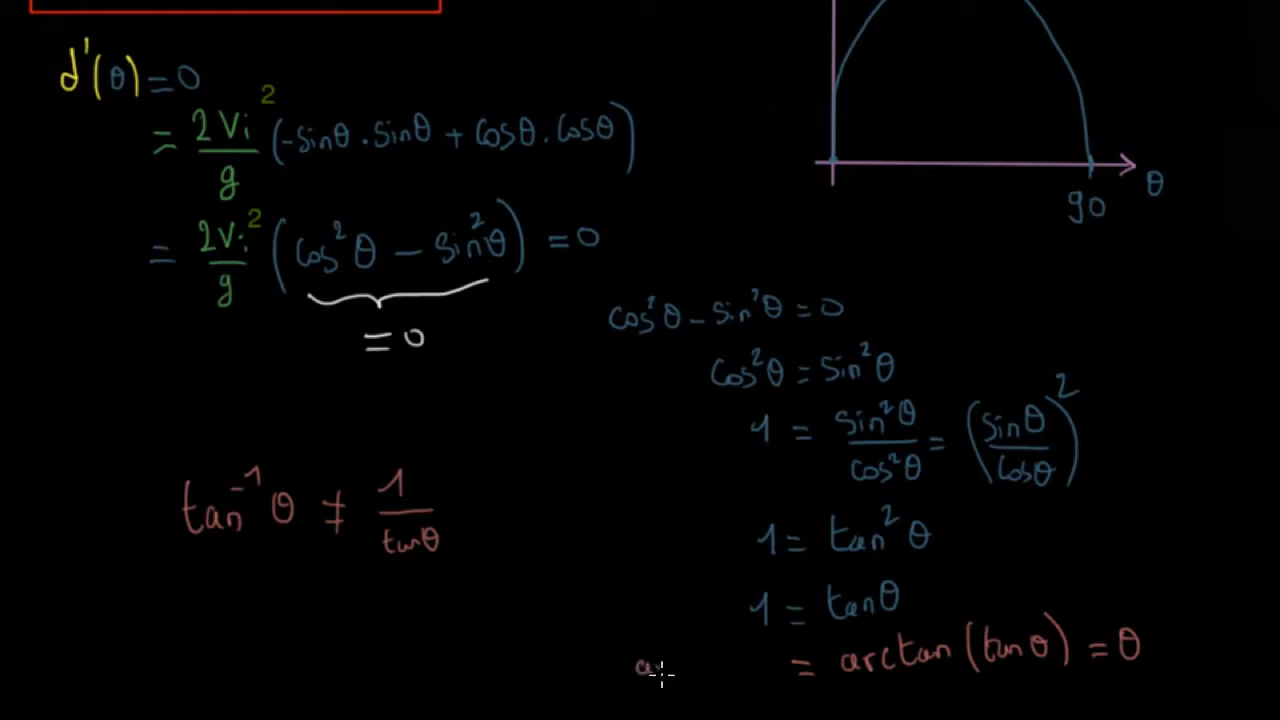 d'(θ) = 0
= 2Vi²/g (-sinθ . sinθ + cosθ . cosθ)
= 2Vi²/g (cos²θ - sin²θ) = 0
= 0
θ
90
cos²θ - sin²θ = 0
cos²θ = sin²θ
1 = sin²θ/cos²θ = (sinθ/cosθ)²
tan⁻¹θ ≠ 1/tanθ
1 = tan²θ
1 = tanθ
= arctan(tanθ) = θ